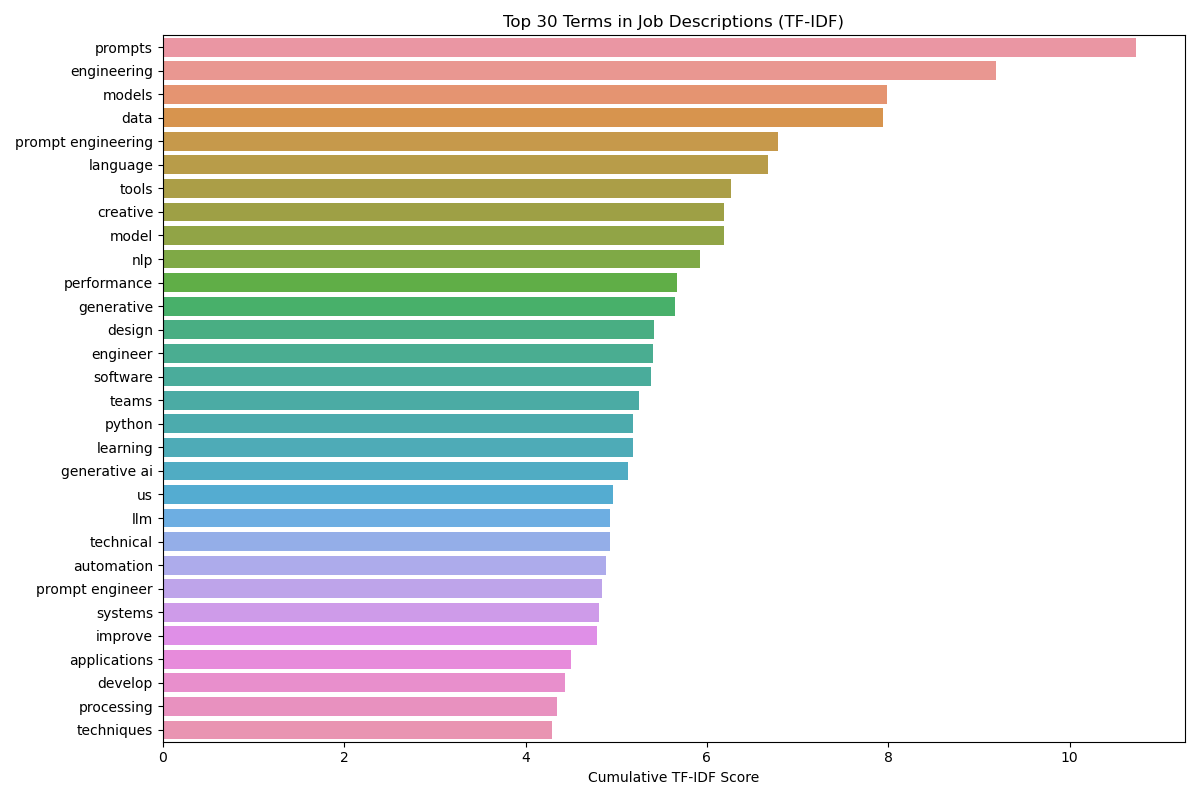 Top 30 Terms in Job Descriptions (TF-IDF)
prompts
engineering
models
data
prompt engineering
language
tools
creative
model
nlp
performance
generative
design
engineer
software
teams
python
learning
generative ai
us
llm
technical
automation
prompt engineer
systems
improve
applications
develop
processing
techniques
0 2 4 6 8 10
Cumulative TF-IDF Score